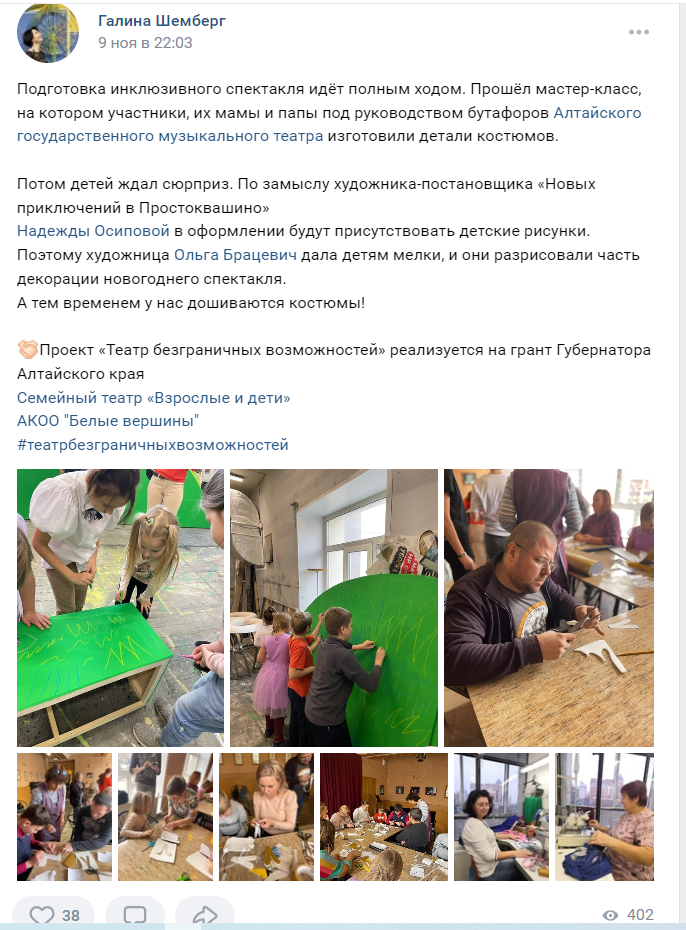 Галина Шемберг
9 ноя в 22:03
Подготовка инклюзивного спектакля идёт полным ходом. Прошёл мастер-класс,
на котором участники, их мамы и папы под руководством бутафоров Алтайского
государственного музыкального театра изготовили детали костюмов.
Потом детей ждал сюрприз. По замыслу художника-постановщика «Новых
приключений в Простоквашино»
Надежды Осиповой в оформлении будут присутствовать детские рисунки.
Поэтому художница Ольга Брацевич дала детям мелки, и они разрисовали часть
декорации новогоднего спектакля.
А тем временем у нас дошиваются костюмы!
Проект «Театр безграничных возможностей» реализуется на грант Губернатора
Алтайского края
Семейный театр «Взрослые и дети»
АКОО "Белые вершины"
#театрбезграничныхвозможностей
38
402